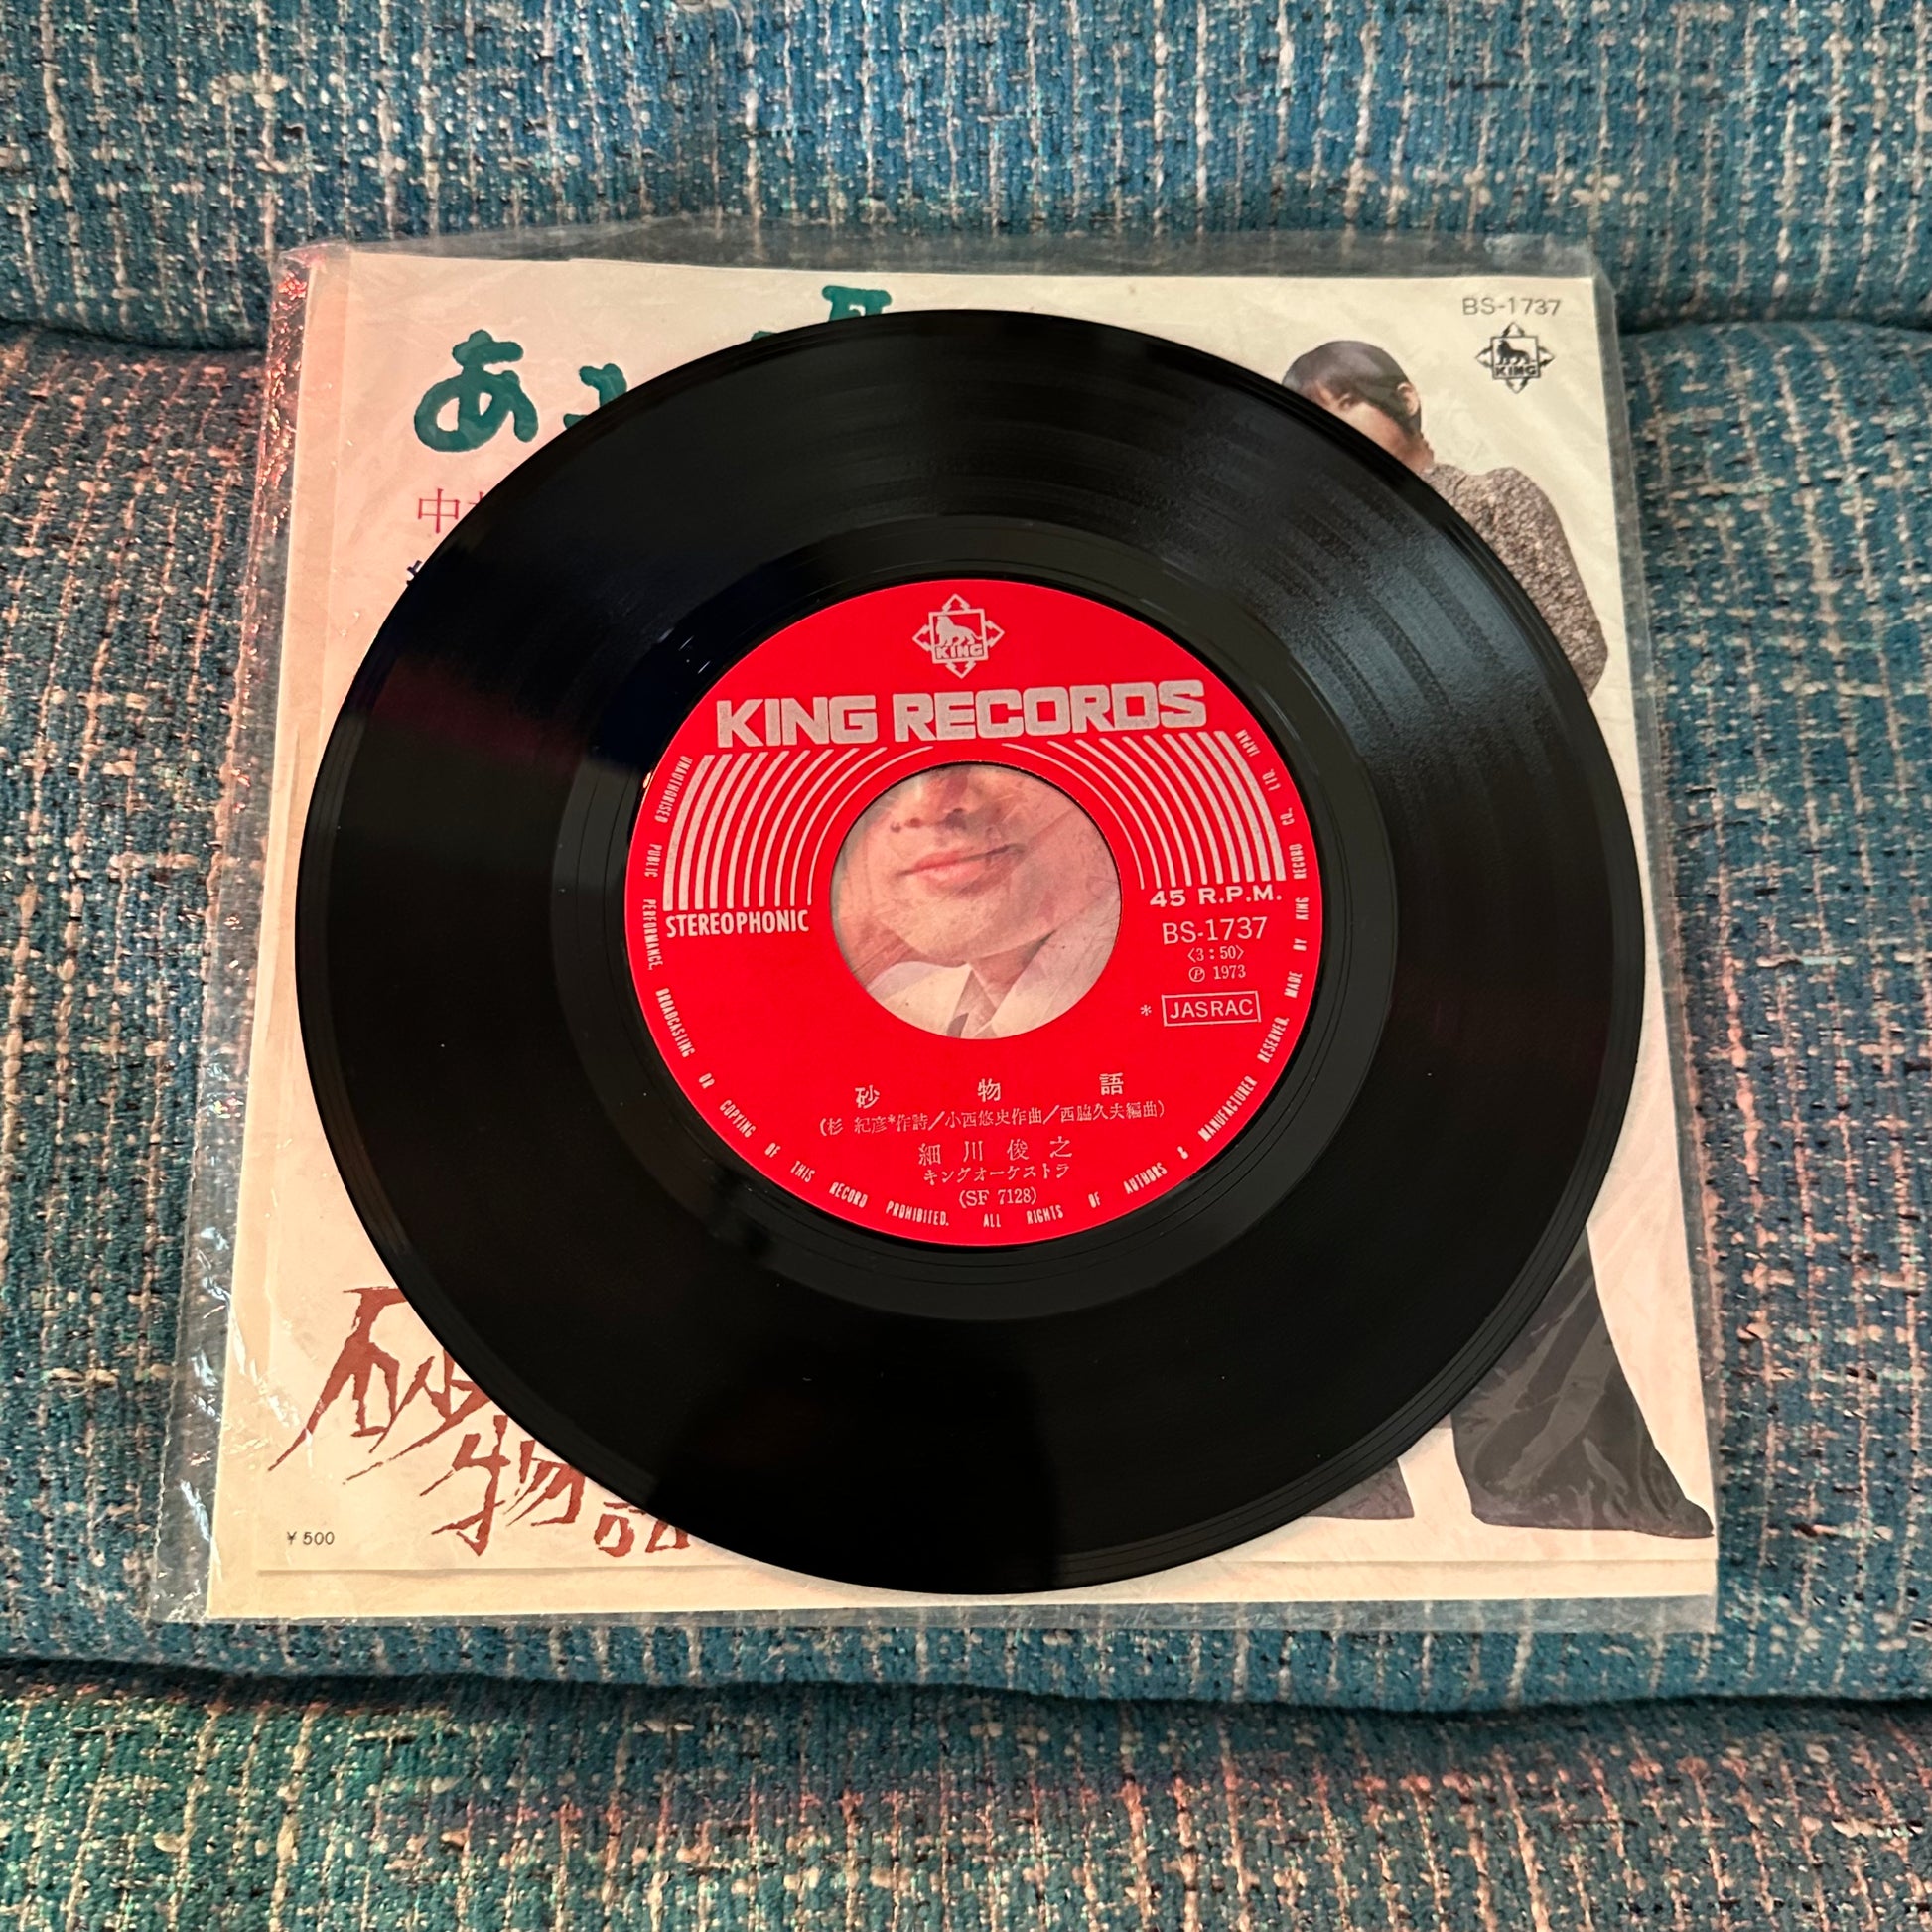 BS-1737
KING
あ
中
KING
KING RECORDS
STEREOPHONIC
45 R.P.M.
BS-1737
〈3:50〉
Ⓟ 1973
* JASRAC
砂 物 語
(杉 紀彦*作詩/小西悠史作曲/西脇久夫編曲)
細 川 俊 之
キングオーケストラ
(SF 7128)
UNAUTHORISED PUBLIC PERFORMANCE, BROADCASTING OR COPYING OF THIS RECORD PROHIBITED. ALL RIGHTS OF AUTHORS & MANUFACTURER RESERVED. MADE BY KING RECORD CO., LTD. JAPAN
砂
物
語
¥500